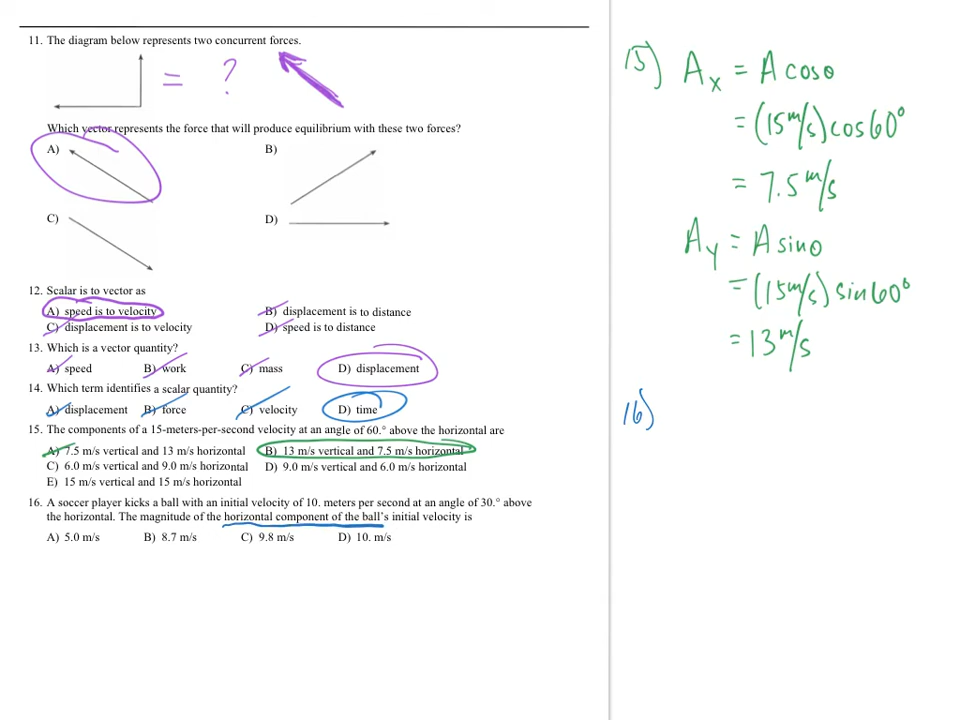 11. The diagram below represents two concurrent forces.
= ?
Which vector represents the force that will produce equilibrium with these two forces?
A) B)
C) D)
12. Scalar is to vector as
A) speed is to velocity B) displacement is to distance
C) displacement is to velocity D) speed is to distance
13. Which is a vector quantity?
A) speed B) work C) mass D) displacement
14. Which term identifies a scalar quantity?
A) displacement B) force C) velocity D) time
15. The components of a 15-meters-per-second velocity at an angle of 60.° above the horizontal are
A) 7.5 m/s vertical and 13 m/s horizontal B) 13 m/s vertical and 7.5 m/s horizontal
C) 6.0 m/s vertical and 9.0 m/s horizontal D) 9.0 m/s vertical and 6.0 m/s horizontal
E) 15 m/s vertical and 15 m/s horizontal
16. A soccer player kicks a ball with an initial velocity of 10. meters per second at an angle of 30.° above
the horizontal. The magnitude of the horizontal component of the ball's initial velocity is
A) 5.0 m/s B) 8.7 m/s C) 9.8 m/s D) 10. m/s
15) Ax = A cosθ
= (15 m/s) cos 60°
= 7.5 m/s
Ay = A sinθ
= (15 m/s) sin 60°
= 13 m/s
16)